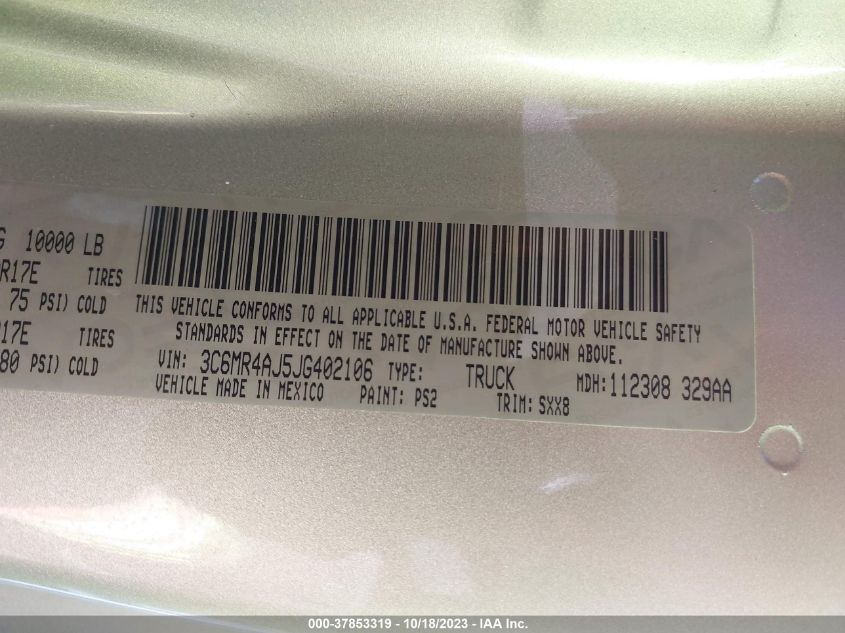 G 10000 LB
R17E TIRES
75 PSI) COLD
R17E TIRES
80 PSI) COLD
THIS VEHICLE CONFORMS TO ALL APPLICABLE U.S.A. FEDERAL MOTOR VEHICLE SAFETY
STANDARDS IN EFFECT ON THE DATE OF MANUFACTURE SHOWN ABOVE.
VIN: 3C6MR4AJ5JG402106 TYPE: TRUCK MDH: 112308 329AA
VEHICLE MADE IN MEXICO PAINT: PS2 TRIM: SXX8
000-37853319 - 10/18/2023 - IAA Inc.